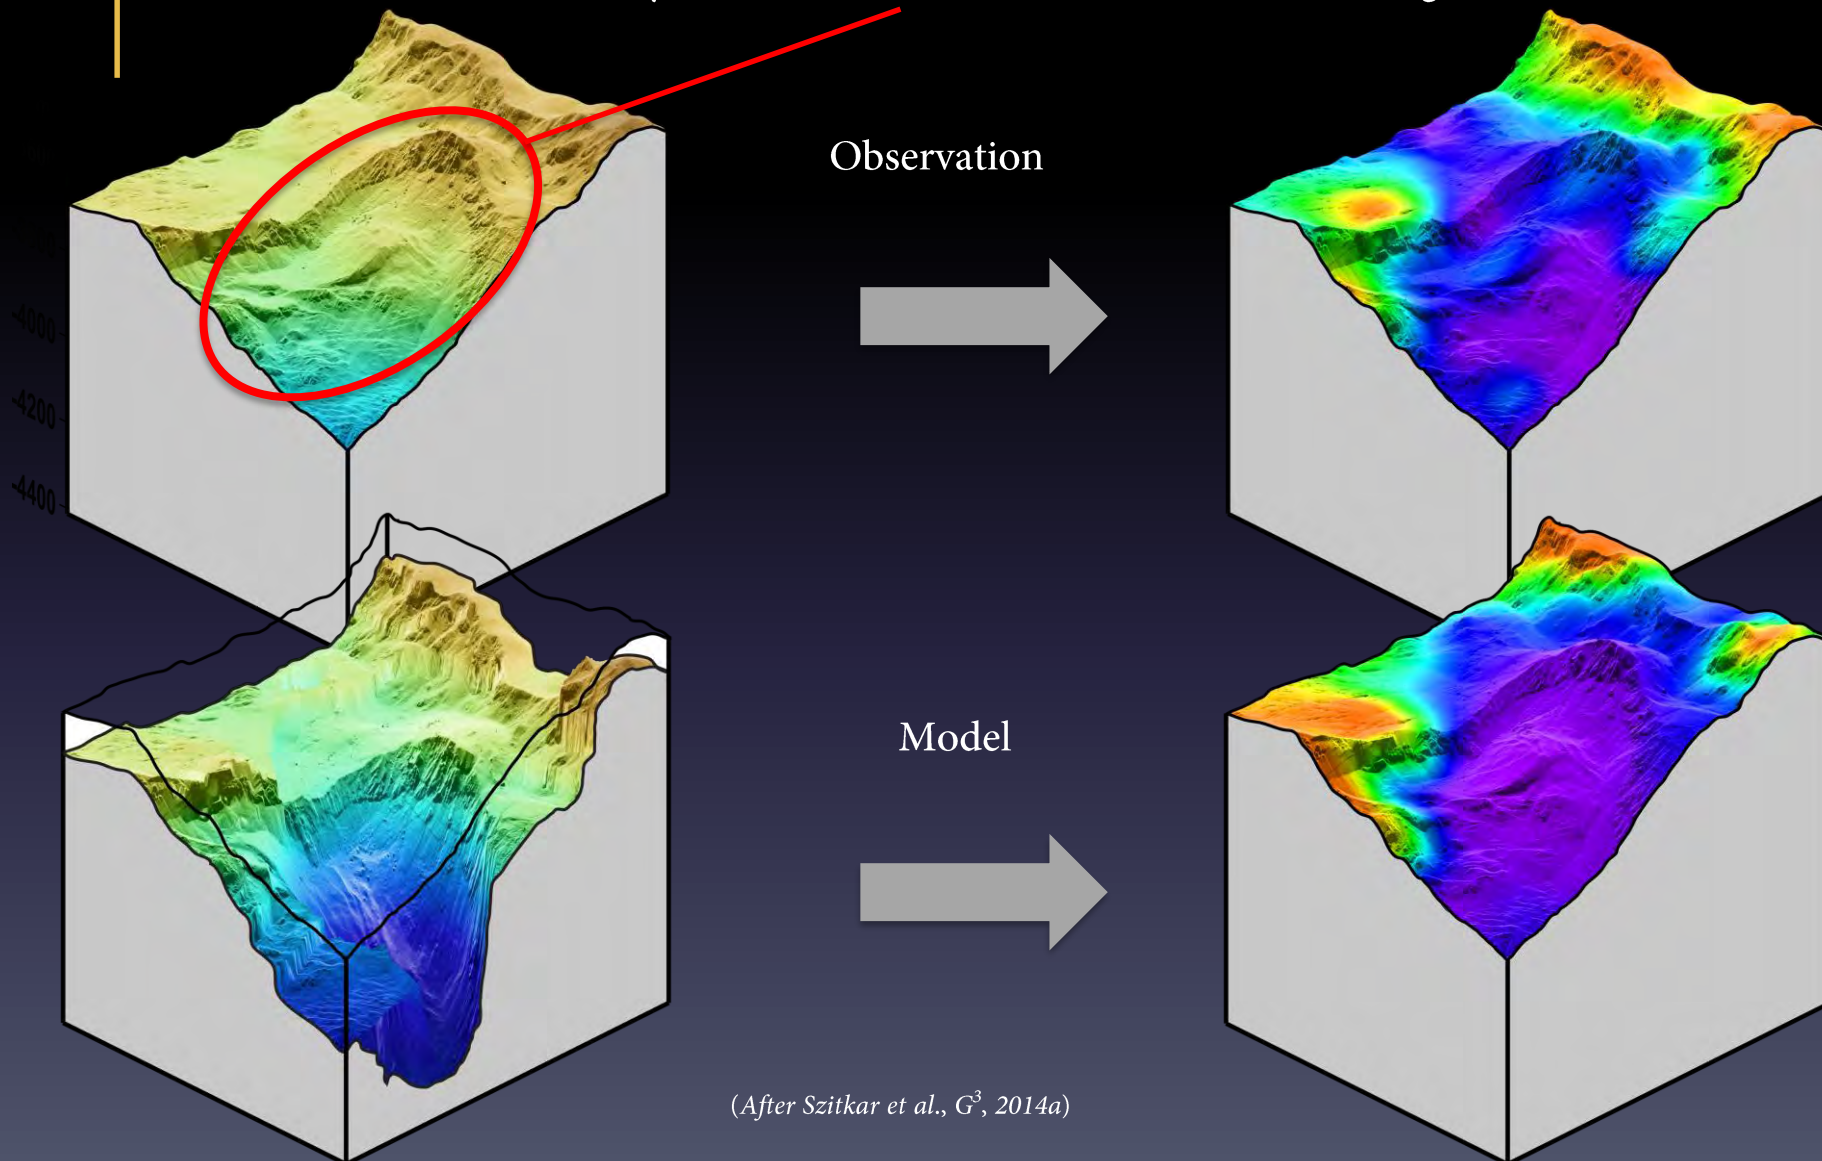 Observation
-4000
-4200
-4400
Model
(After Szitkar et al., G³, 2014a)